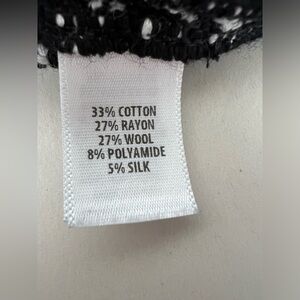 33% COTTON
27% RAYON
27% WOOL
8% POLYAMIDE
5% SILK